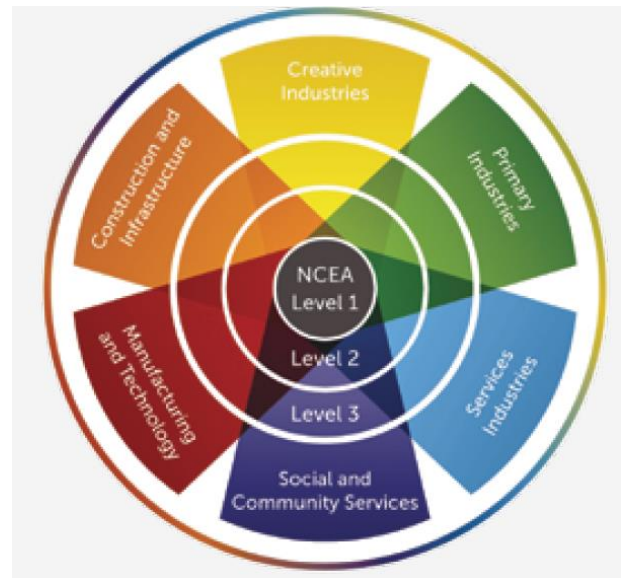 Creative
Industries
Primary
Industries
Services
Industries
Social and
Community Services
Manufacturing
and Technology
Construction and
Infrastructure
NCEA
Level 1
Level 2
Level 3